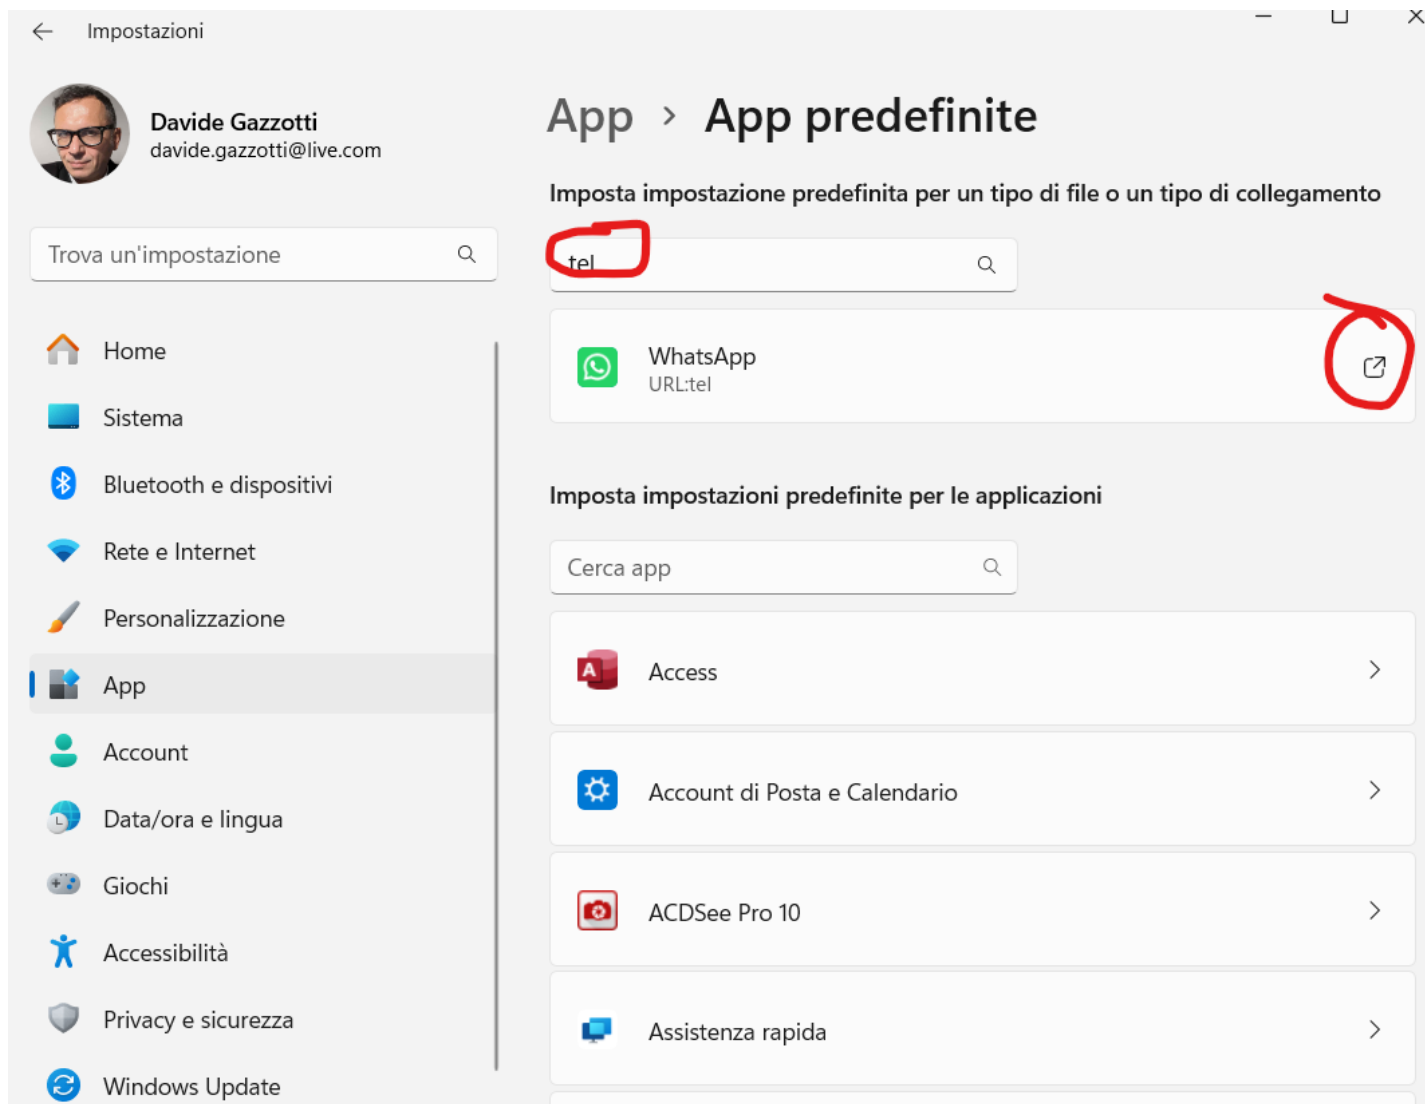 Impostazioni
Davide Gazzotti
davide.gazzotti@live.com
Trova un'impostazione
Home
Sistema
Bluetooth e dispositivi
Rete e Internet
Personalizzazione
App
Account
Data/ora e lingua
Giochi
Accessibilità
Privacy e sicurezza
Windows Update
App > App predefinite
Imposta impostazione predefinita per un tipo di file o un tipo di collegamento
tel
WhatsApp
URL:tel
Imposta impostazioni predefinite per le applicazioni
Cerca app
Access
Account di Posta e Calendario
ACDSee Pro 10
Assistenza rapida